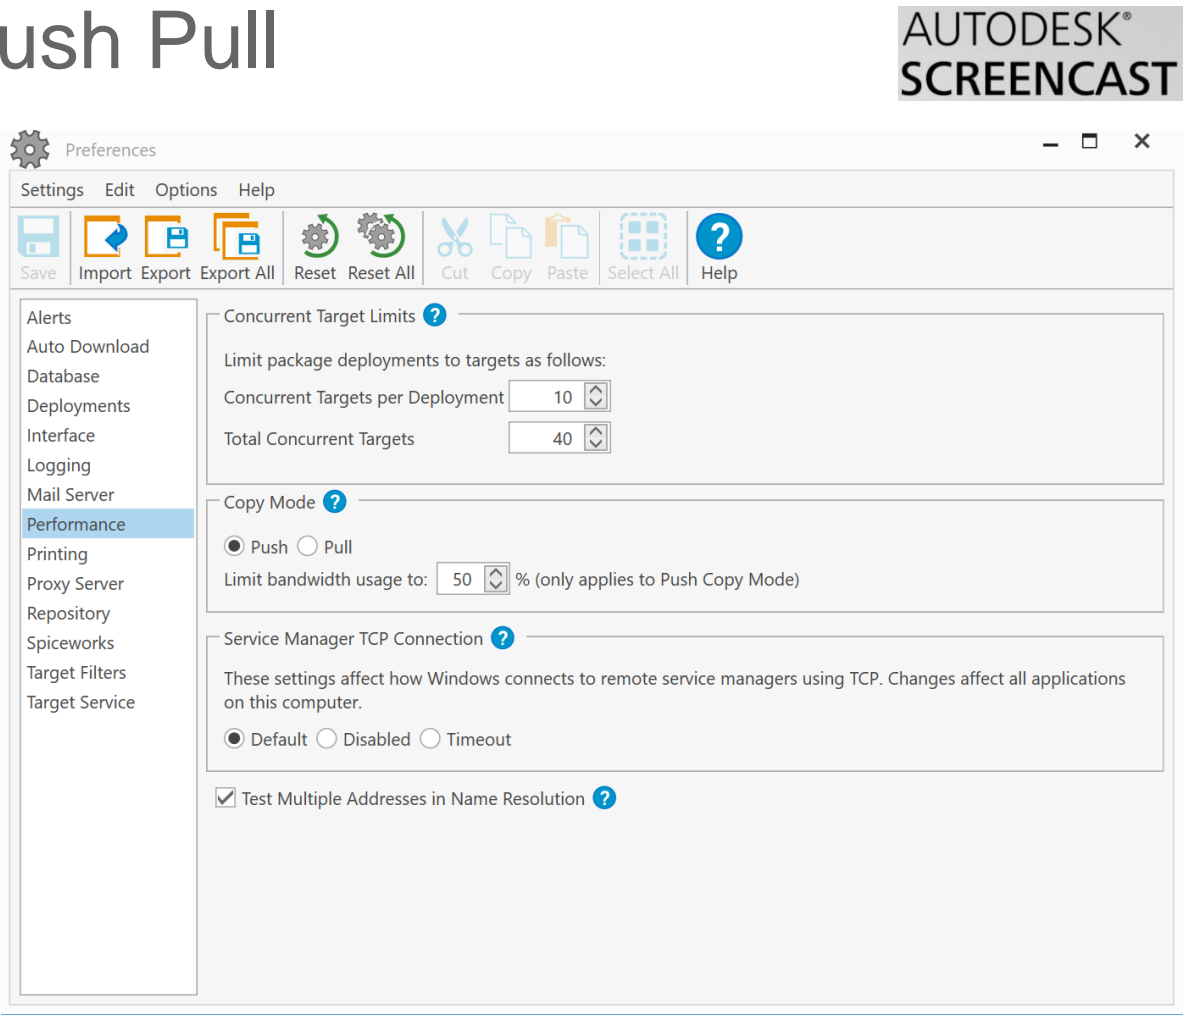 ush Pull
AUTODESK®
SCREENCAST
Preferences
Settings Edit Options Help
Save Import Export Export All Reset Reset All Cut Copy Paste Select All Help
Alerts
Auto Download
Database
Deployments
Interface
Logging
Mail Server
Performance
Printing
Proxy Server
Repository
Spiceworks
Target Filters
Target Service
Concurrent Target Limits ?
Limit package deployments to targets as follows:
Concurrent Targets per Deployment 10
Total Concurrent Targets 40
Copy Mode ?
Push Pull
Limit bandwidth usage to: 50 % (only applies to Push Copy Mode)
Service Manager TCP Connection ?
These settings affect how Windows connects to remote service managers using TCP. Changes affect all applications
on this computer.
Default Disabled Timeout
Test Multiple Addresses in Name Resolution ?